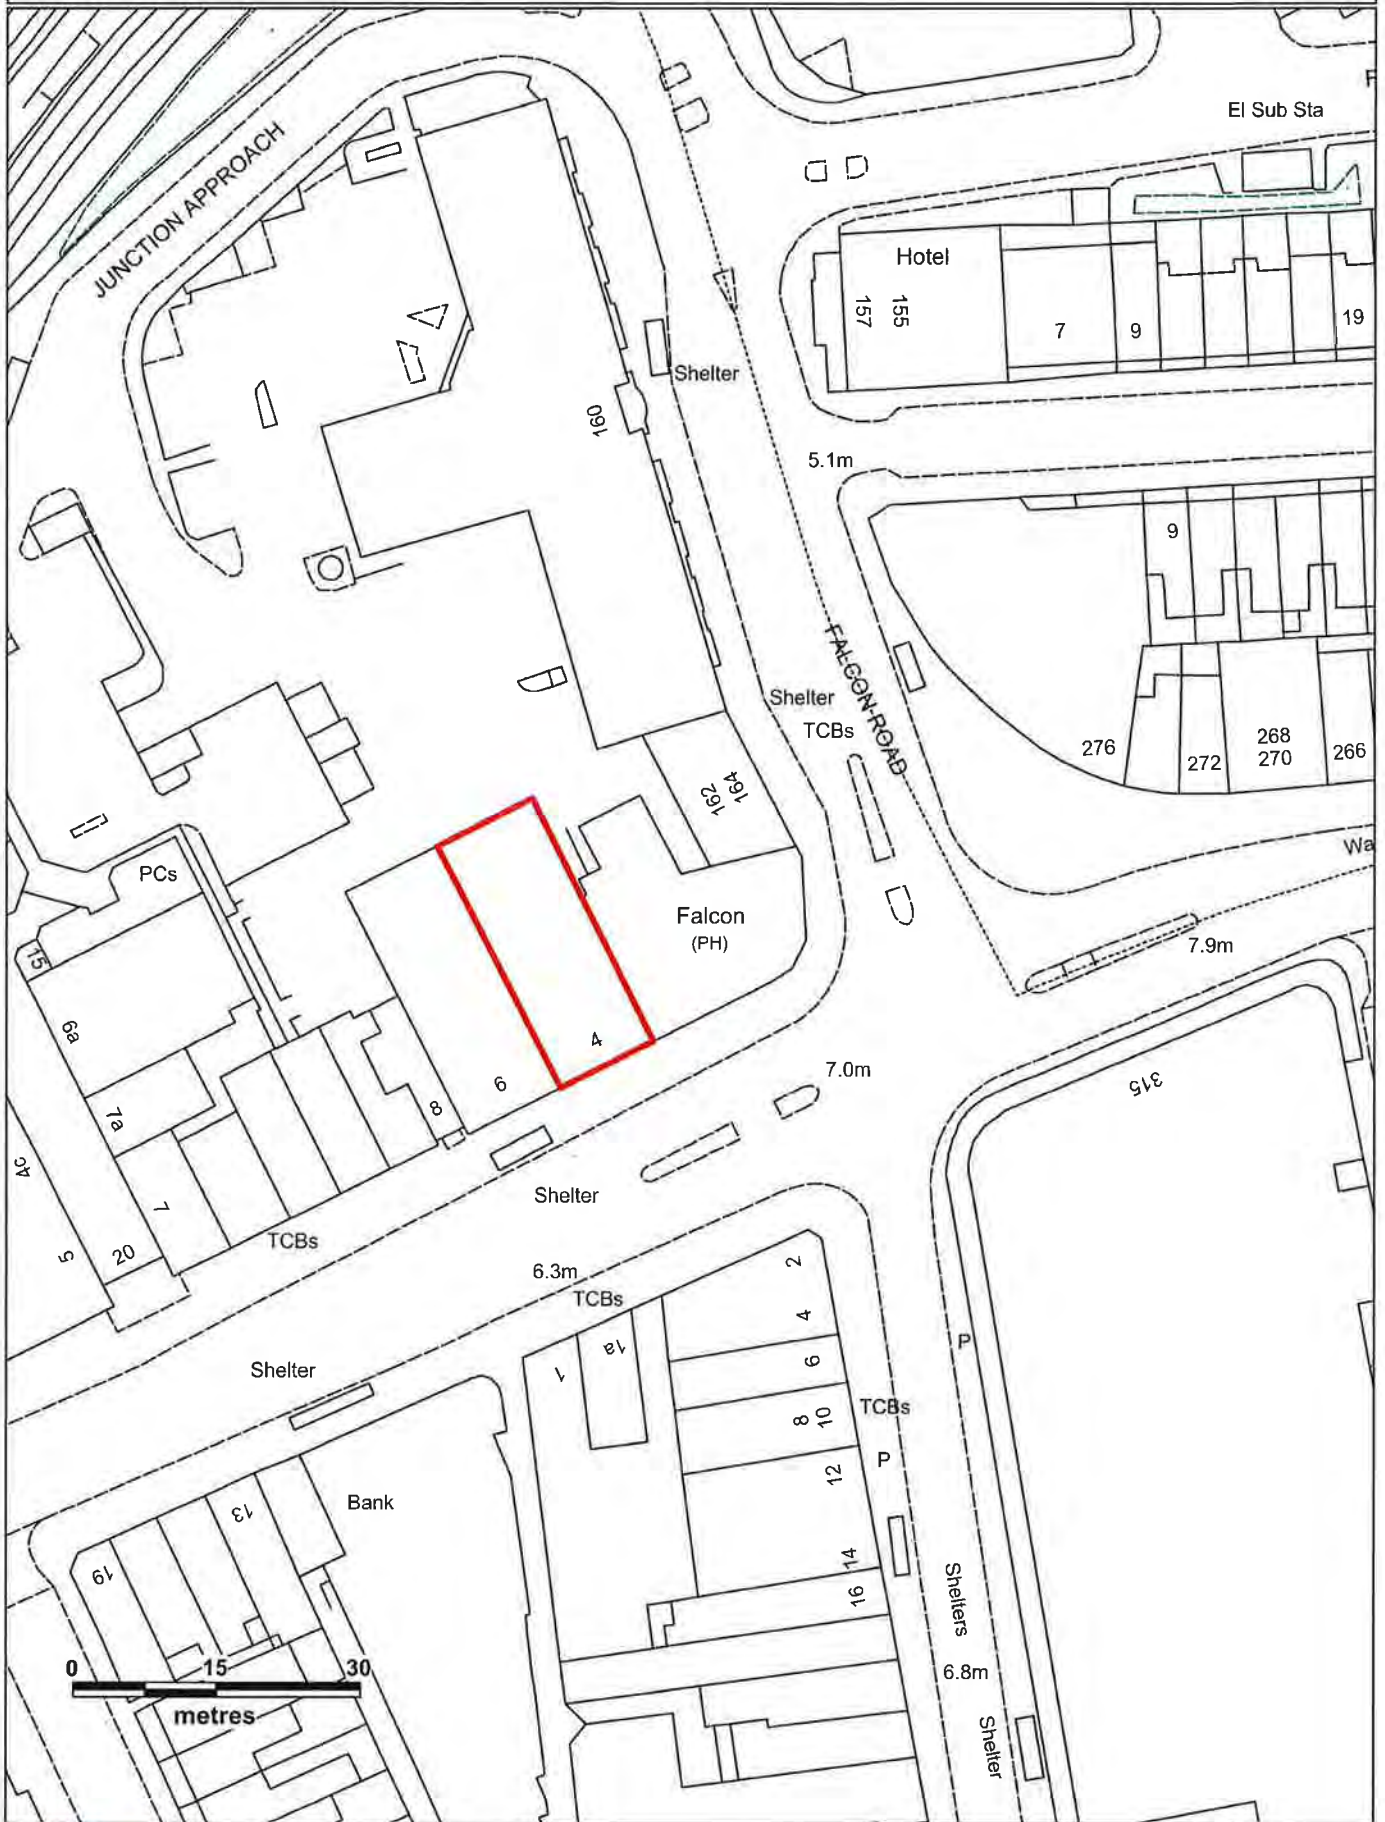 El Sub Sta
JUNCTION APPROACH
Hotel
157
155
7
9
19
Shelter
160
5.1m
9
FALCON ROAD
Shelter
TCBs
276
272
268
270
266
162
164
Wa
PCs
Falcon
(PH)
7.9m
15
6a
4
6
8
7.0m
315
7a
4c
7
5
20
Shelter
TCBs
6.3m
TCBs
2
4
1
1a
6
Shelter
P
8
10
TCBs
12
P
Bank
13
14
16
19
Shelters
0 15 30
metres
6.8m
Shelter